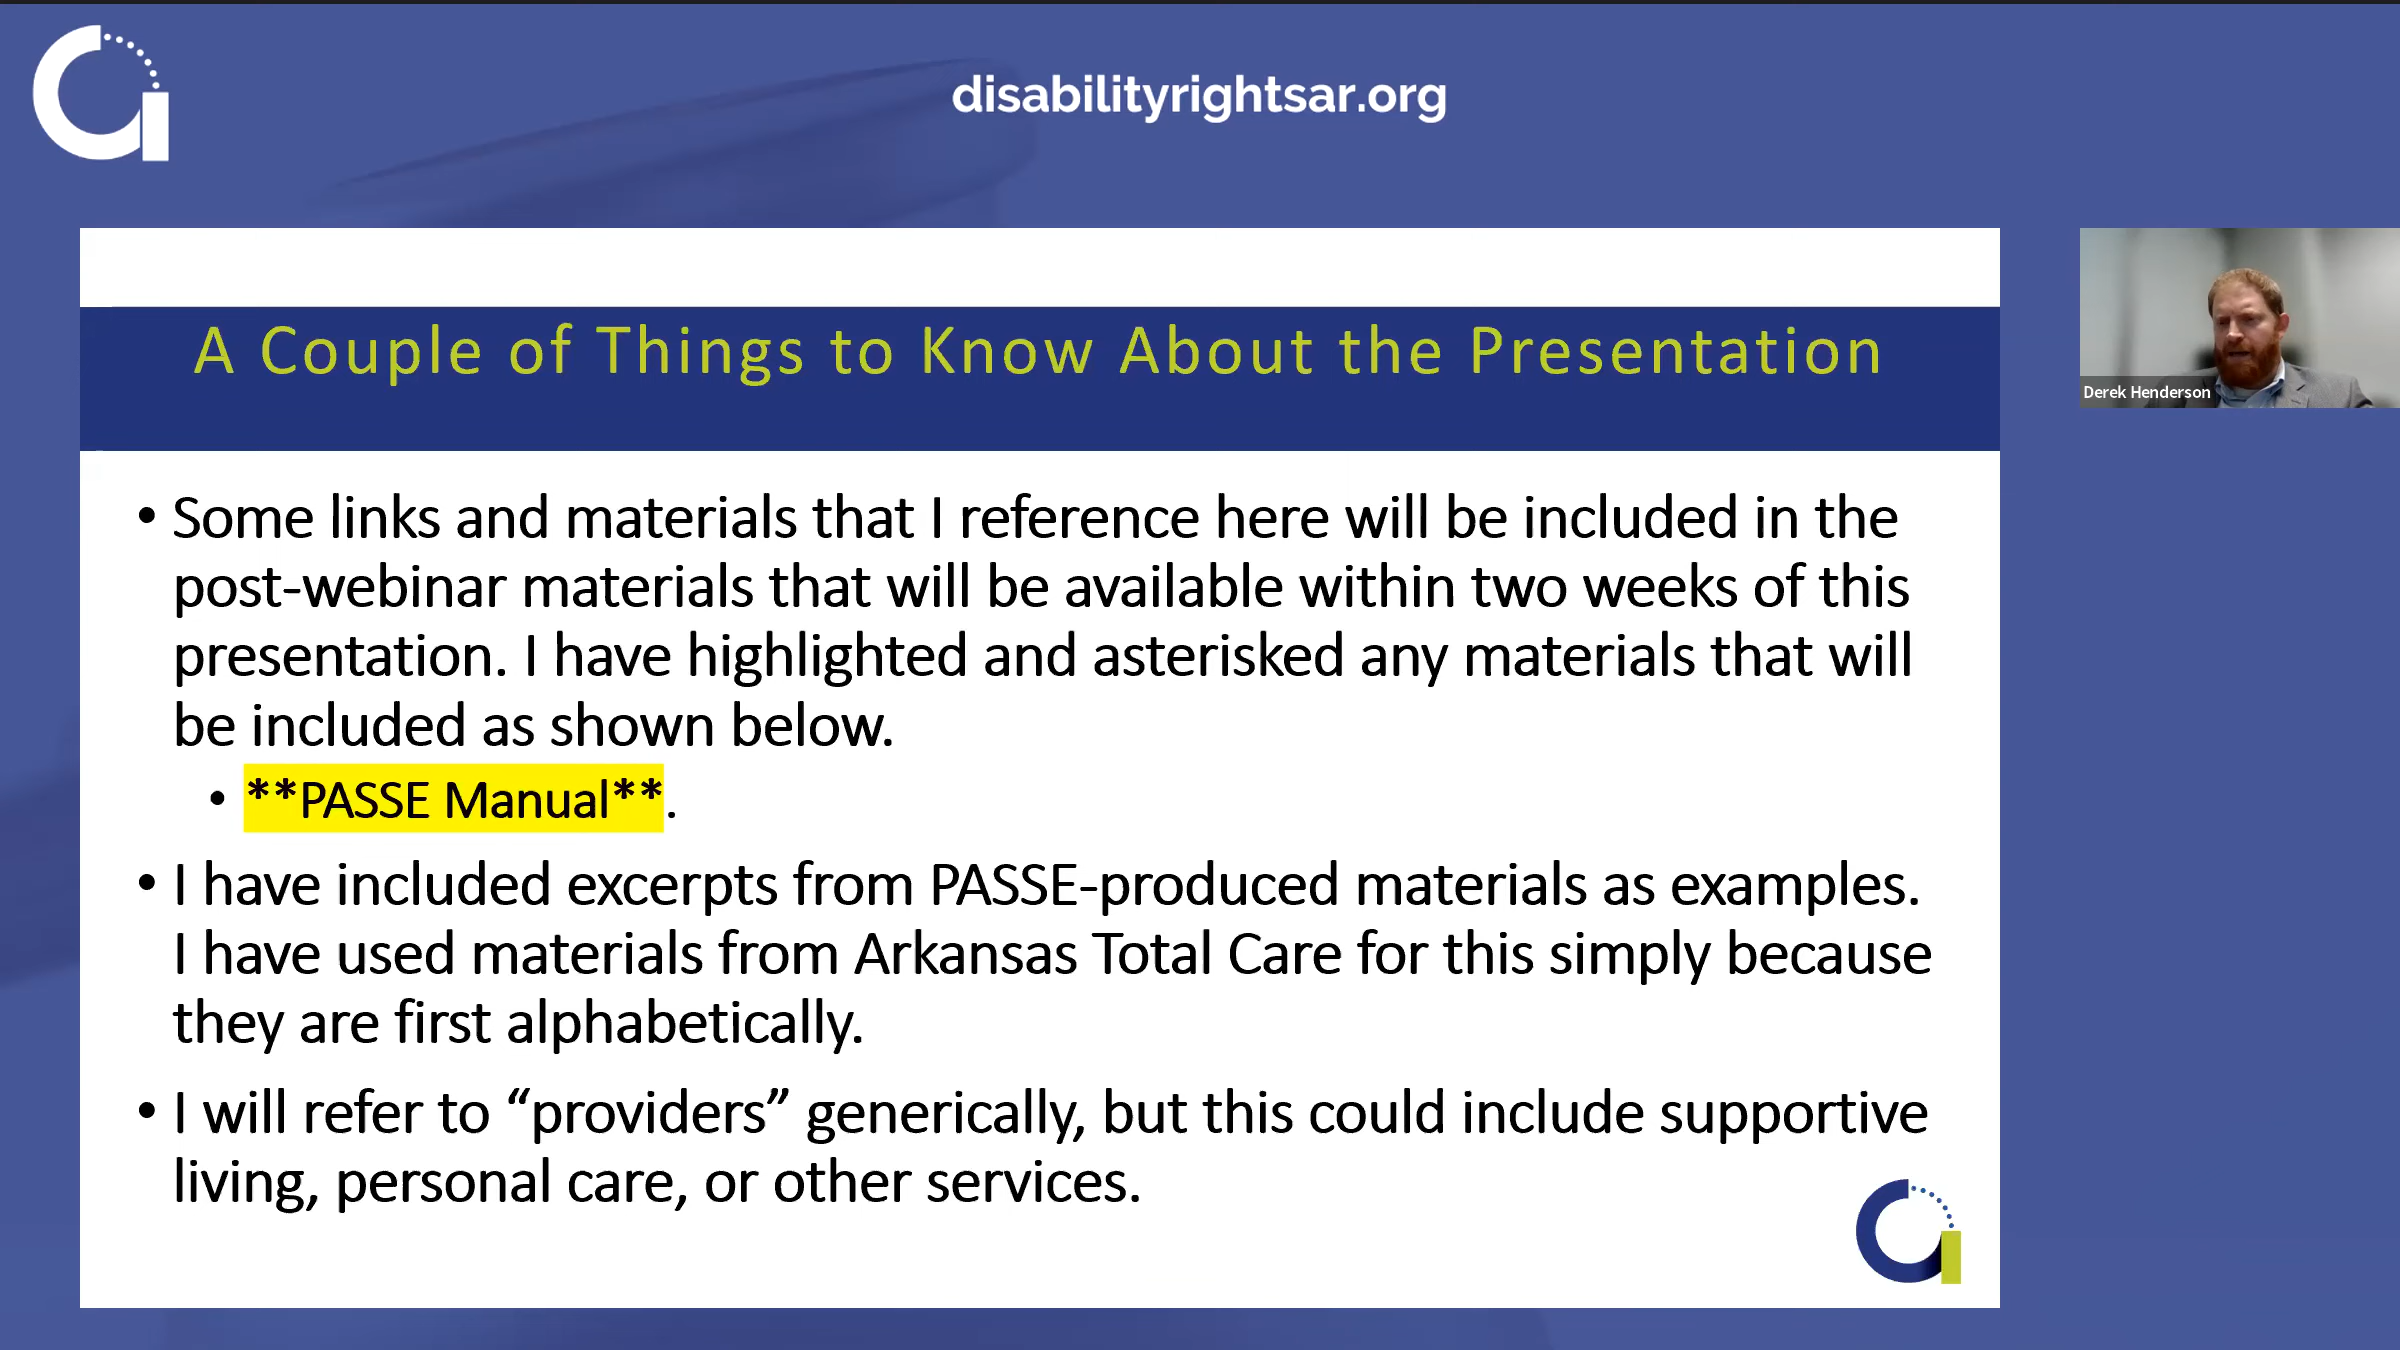 disabilityrightsar.org
A Couple of Things to Know About the Presentation
Derek Henderson
• Some links and materials that I reference here will be included in the
post-webinar materials that will be available within two weeks of this
presentation. I have highlighted and asterisked any materials that will
be included as shown below.
• **PASSE Manual**.
• I have included excerpts from PASSE-produced materials as examples.
I have used materials from Arkansas Total Care for this simply because
they are first alphabetically.
• I will refer to “providers” generically, but this could include supportive
living, personal care, or other services.